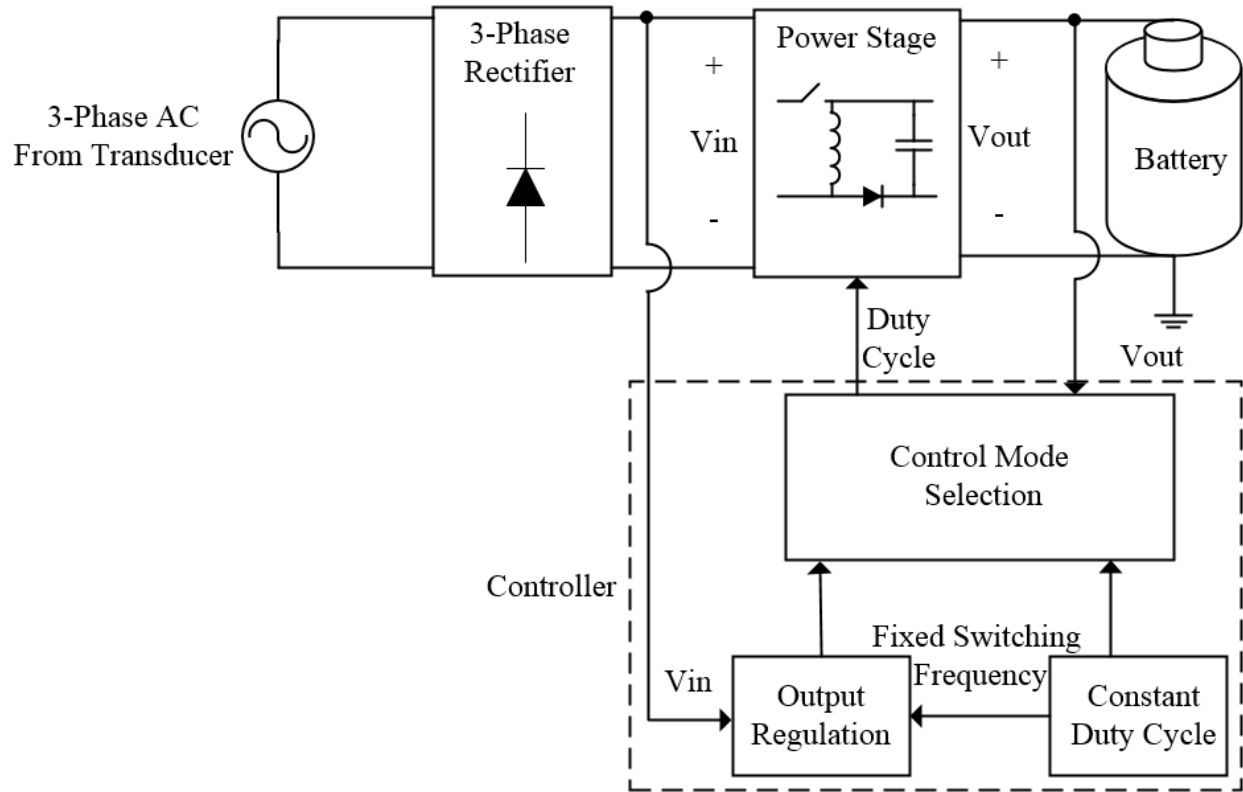 3-Phase AC
From Transducer
3-Phase
Rectifier
+
Vin
-
Power Stage
+
Vout
-
Battery
Duty
Cycle
Vout
Control Mode
Selection
Controller
Fixed Switching
Frequency
Vin
Output
Regulation
Constant
Duty Cycle